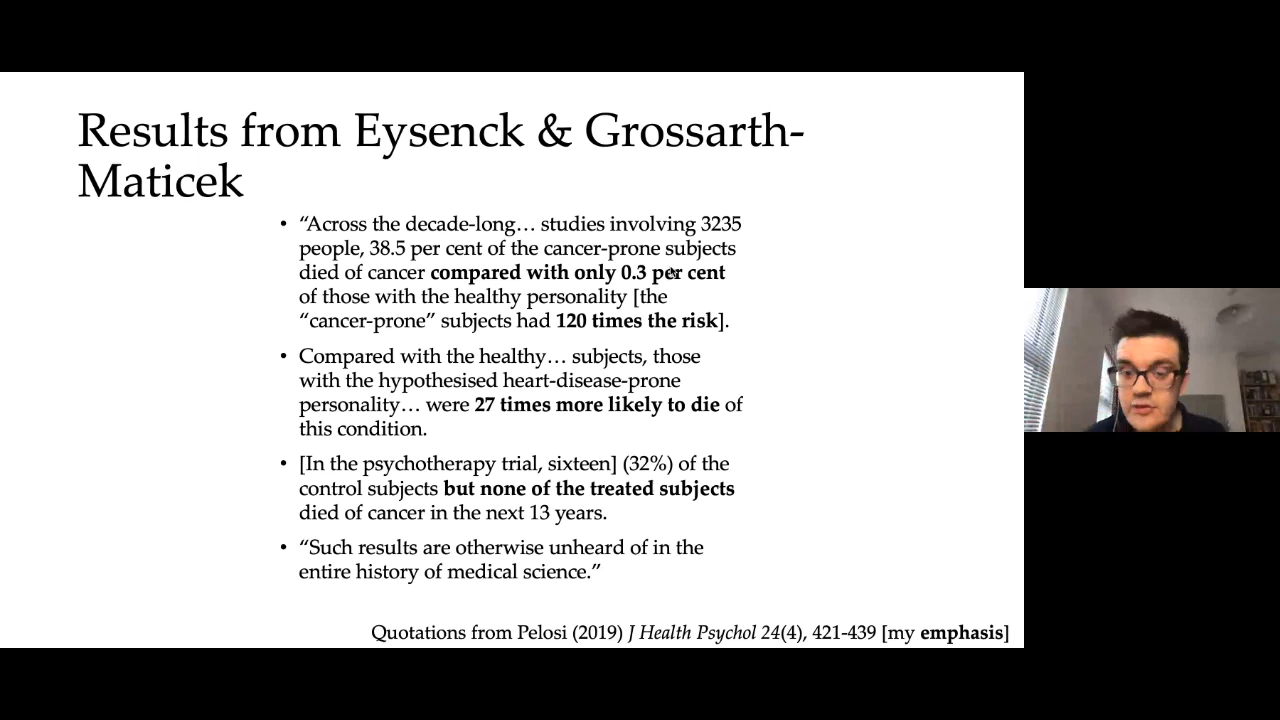 Results from Eysenck & Grossarth-
Maticek
• “Across the decade-long… studies involving 3235
people, 38.5 per cent of the cancer-prone subjects
died of cancer compared with only 0.3 per cent
of those with the healthy personality [the
“cancer-prone” subjects had 120 times the risk].
• Compared with the healthy… subjects, those
with the hypothesised heart-disease-prone
personality… were 27 times more likely to die of
this condition.
• [In the psychotherapy trial, sixteen] (32%) of the
control subjects but none of the treated subjects
died of cancer in the next 13 years.
• “Such results are otherwise unheard of in the
entire history of medical science.”
Quotations from Pelosi (2019) J Health Psychol 24(4), 421-439 [my emphasis]